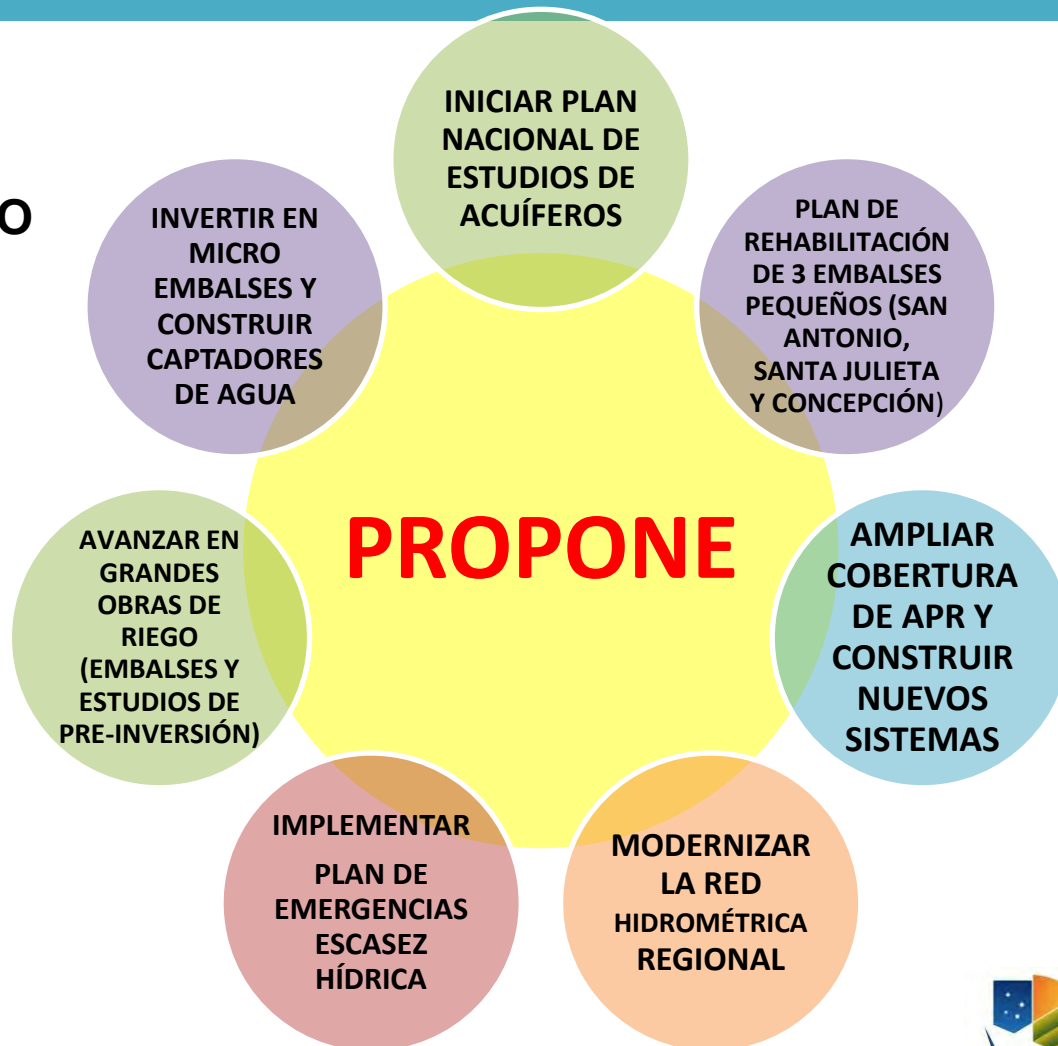 O
INICIAR PLAN
NACIONAL DE
ESTUDIOS DE
ACUÍFEROS
PLAN DE
REHABILITACIÓN
DE 3 EMBALSES
PEQUEÑOS (SAN
ANTONIO,
SANTA JULIETA
Y CONCEPCIÓN)
AMPLIAR
COBERTURA
DE APR Y
CONSTRUIR
NUEVOS
SISTEMAS
MODERNIZAR
LA RED
HIDROMÉTRICA
REGIONAL
IMPLEMENTAR
PLAN DE
EMERGENCIAS
ESCASEZ
HÍDRICA
AVANZAR EN
GRANDES
OBRAS DE
RIEGO
(EMBALSES Y
ESTUDIOS DE
PRE-INVERSIÓN)
INVERTIR EN
MICRO
EMBALSES Y
CONSTRUIR
CAPTADORES
DE AGUA
PROPONE